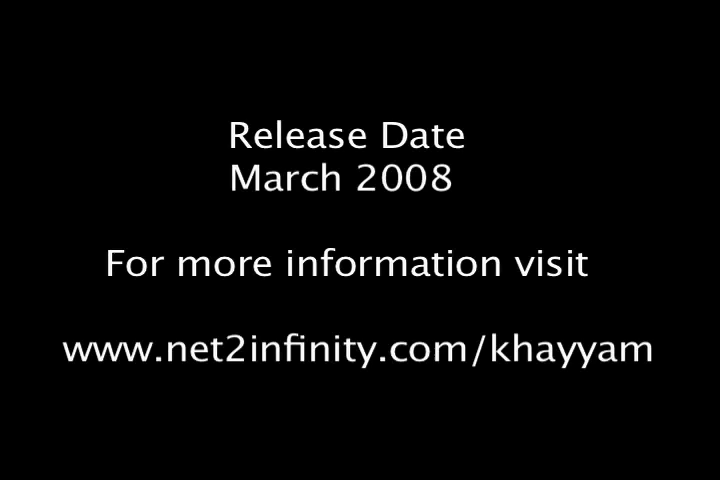 Release Date
March 2008
For more information visit
www.net2infinity.com/khayyam